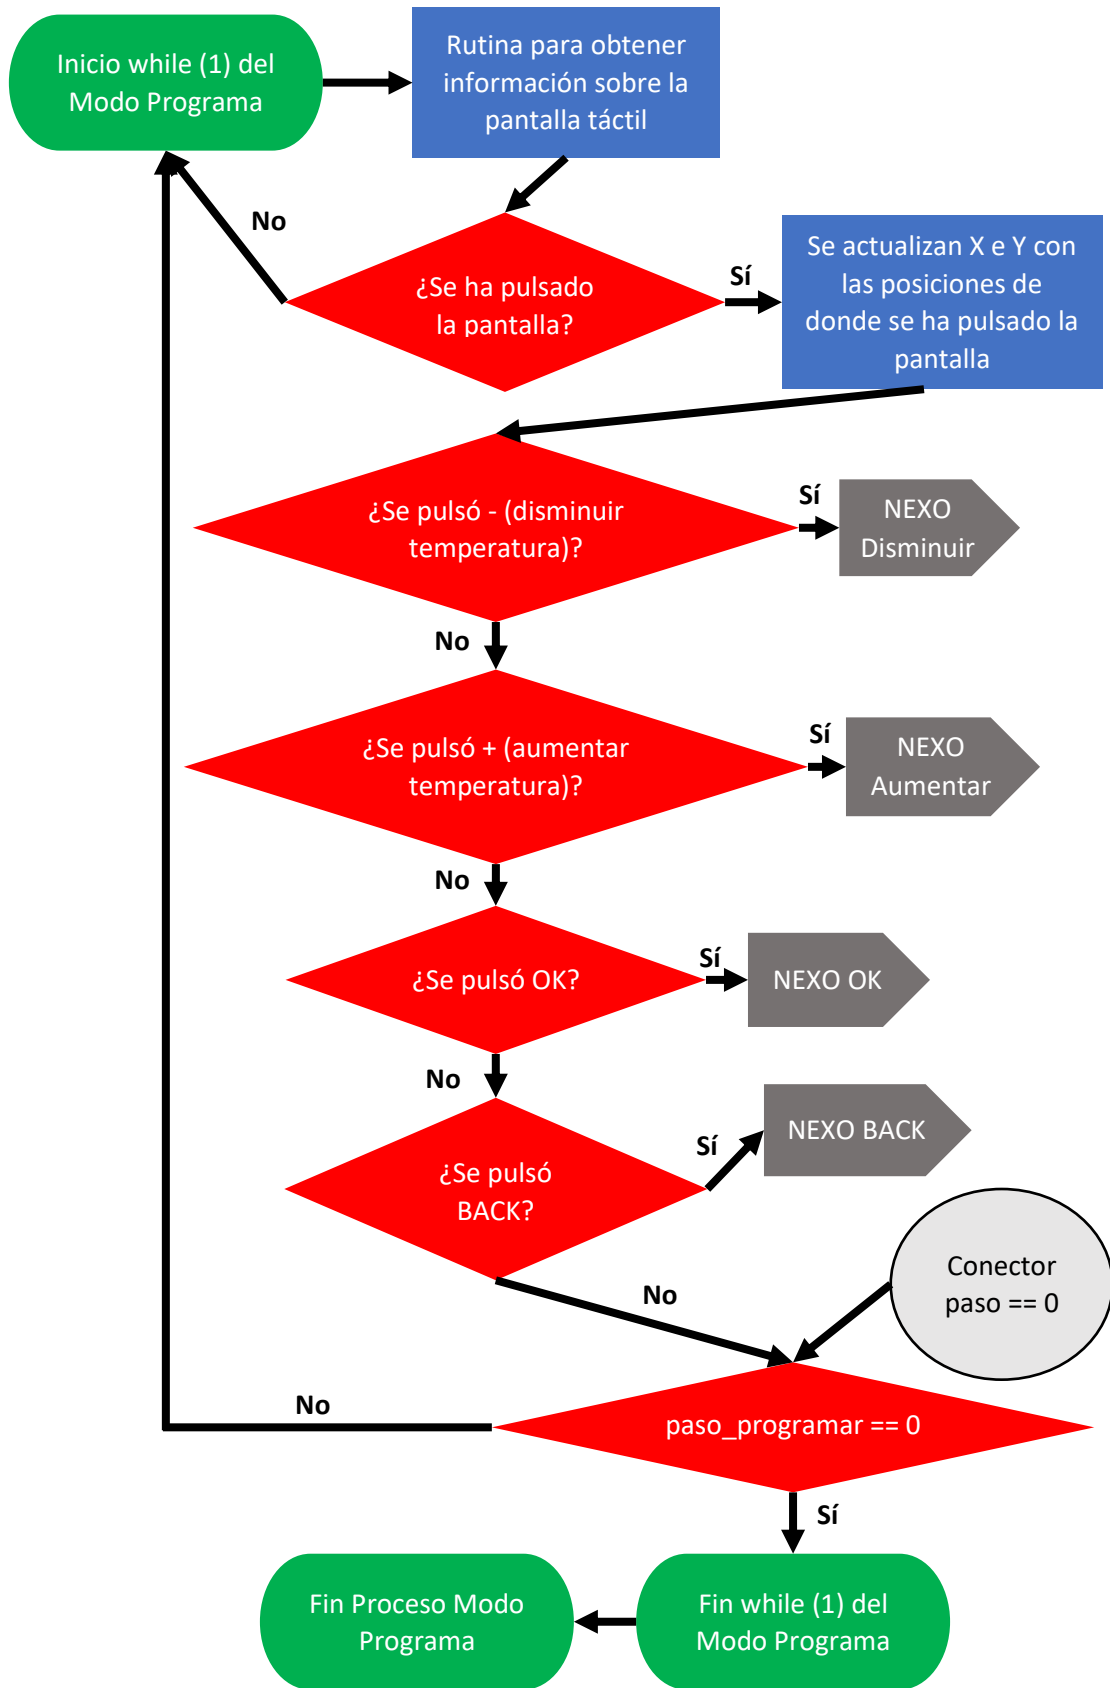 Inicio while (1) del
Modo Programa
Rutina para obtener
información sobre la
pantalla táctil
No
¿Se ha pulsado
la pantalla?
Sí
Se actualizan X e Y con
las posiciones de
donde se ha pulsado la
pantalla
¿Se pulsó - (disminuir
temperatura)?
Sí
NEXO
Disminuir
No
¿Se pulsó + (aumentar
temperatura)?
Sí
NEXO
Aumentar
No
¿Se pulsó OK?
Sí
NEXO OK
No
¿Se pulsó
BACK?
Sí
NEXO BACK
No
Conector
paso == 0
No
paso_programar == 0
Sí
Fin Proceso Modo
Programa
Fin while (1) del
Modo Programa